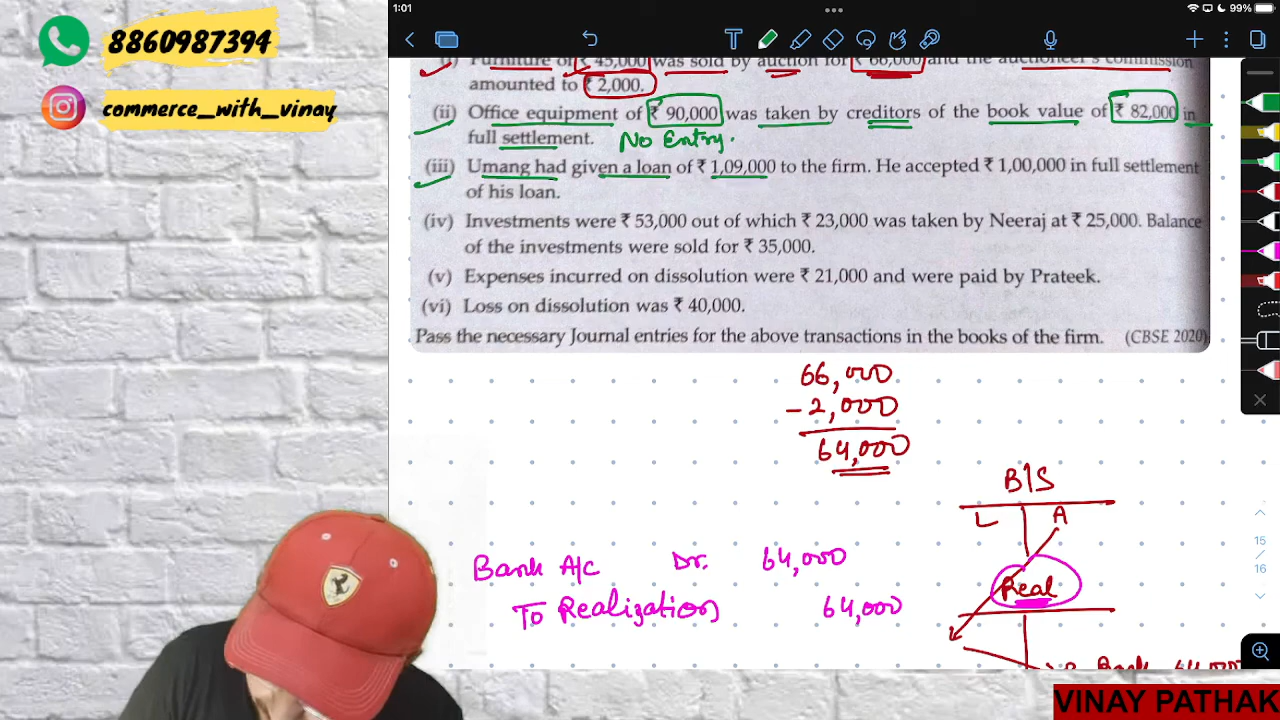 8860987394
commerce_with_vinay
1:01
99%
(i) Furniture of ₹ 45,000 was sold by auction for ₹ 66,000 and the auctioneer's commission
amounted to ₹ 2,000.
(ii) Office equipment of ₹ 90,000 was taken by creditors of the book value of ₹ 82,000 in
full settlement. No Entry.
(iii) Umang had given a loan of ₹ 1,09,000 to the firm. He accepted ₹ 1,00,000 in full settlement
of his loan.
(iv) Investments were ₹ 53,000 out of which ₹ 23,000 was taken by Neeraj at ₹ 25,000. Balance
of the investments were sold for ₹ 35,000.
(v) Expenses incurred on dissolution were ₹ 21,000 and were paid by Prateek.
(vi) Loss on dissolution was ₹ 40,000.
Pass the necessary Journal entries for the above transactions in the books of the firm. (CBSE 2020)
66,000
-2,000
64,000
B/S
L A
Bank A/c Dr. 64,000
Real
To Realization 64,000
Bank 64,000
15
/
16
VINAY PATHAK